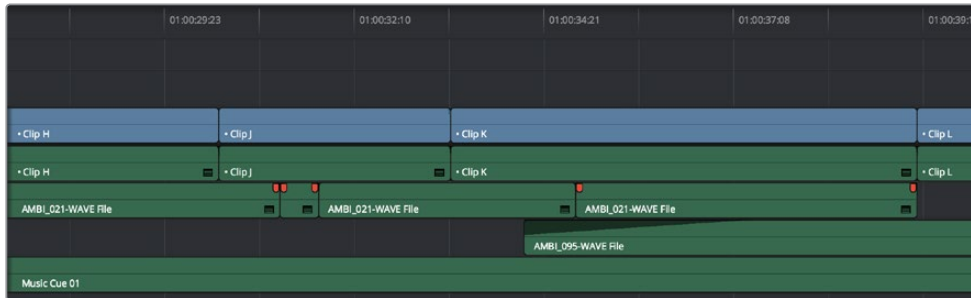 01:00:29:23 01:00:32:10 01:00:34:21 01:00:37:08
• Clip H • Clip J • Clip K • Clip L
• Clip H • Clip J • Clip K • Clip L
AMBI_021-WAVE File AMBI_021-WAVE File AMBI_021-WAVE File
AMBI_095-WAVE File
Music Cue 01